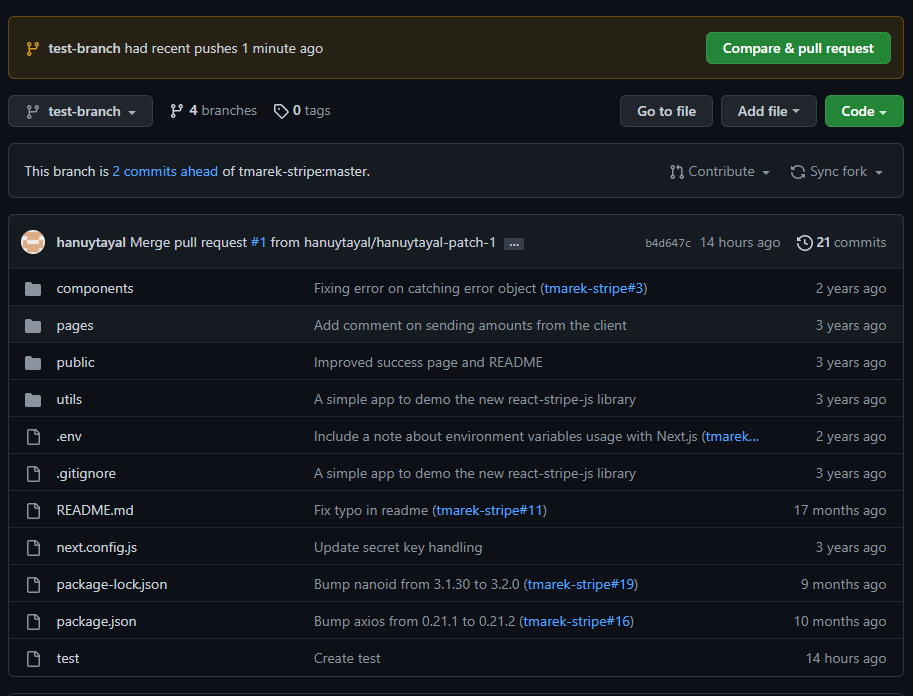 test-branch had recent pushes 1 minute ago Compare & pull request
test-branch 4 branches 0 tags Go to file Add file Code
This branch is 2 commits ahead of tmarek-stripe:master. Contribute Sync fork
hanuytayal Merge pull request #1 from hanuytayal/hanuytayal-patch-1 ... b4d647c 14 hours ago 21 commits
components Fixing error on catching error object (tmarek-stripe#3) 2 years ago
pages Add comment on sending amounts from the client 3 years ago
public Improved success page and README 3 years ago
utils A simple app to demo the new react-stripe-js library 3 years ago
.env Include a note about environment variables usage with Next.js (tmarek... 2 years ago
.gitignore A simple app to demo the new react-stripe-js library 3 years ago
README.md Fix typo in readme (tmarek-stripe#11) 17 months ago
next.config.js Update secret key handling 3 years ago
package-lock.json Bump nanoid from 3.1.30 to 3.2.0 (tmarek-stripe#19) 9 months ago
package.json Bump axios from 0.21.1 to 0.21.2 (tmarek-stripe#16) 10 months ago
test Create test 14 hours ago